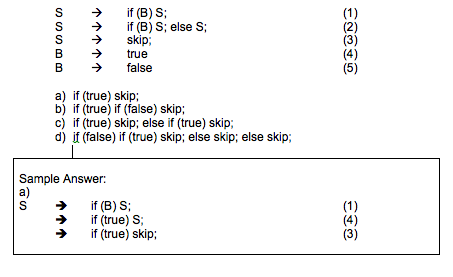 S → if (B) S; (1)
S → if (B) S; else S; (2)
S → skip; (3)
B → true (4)
B → false (5)
a) if (true) skip;
b) if (true) if (false) skip;
c) if (true) skip; else if (true) skip;
d) if (false) if (true) skip; else skip; else skip;
Sample Answer:
a)
S → if (B) S; (1)
→ if (true) S; (4)
→ if (true) skip; (3)